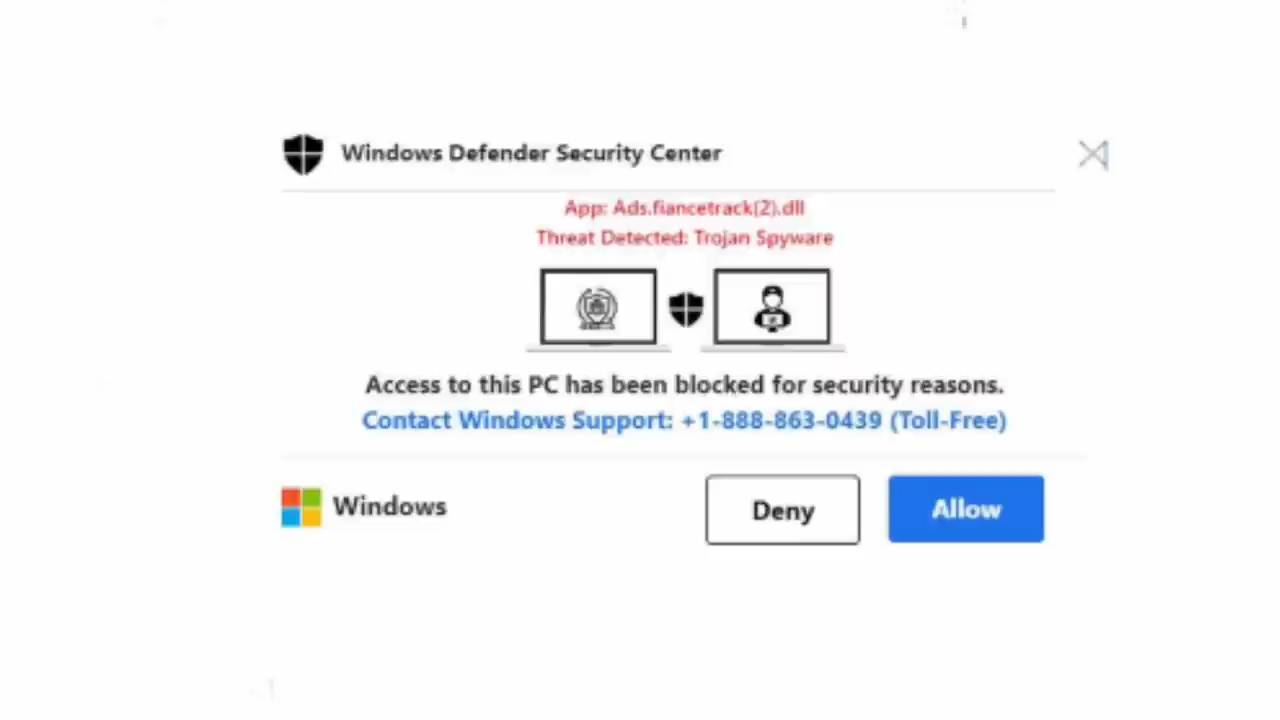 Windows Defender Security Center
App: Ads.fiancetrack(2).dll
Threat Detected: Trojan Spyware
Access to this PC has been blocked for security reasons.
Contact Windows Support: +1-888-863-0439 (Toll-Free)
Windows
Deny
Allow